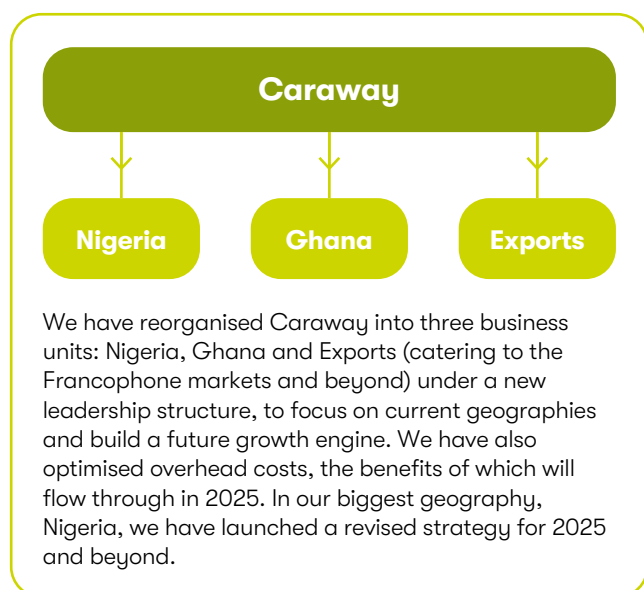 Caraway
Nigeria
Ghana
Exports
We have reorganised Caraway into three business
units: Nigeria, Ghana and Exports (catering to the
Francophone markets and beyond) under a new
leadership structure, to focus on current geographies
and build a future growth engine. We have also
optimised overhead costs, the benefits of which will
flow through in 2025. In our biggest geography,
Nigeria, we have launched a revised strategy for 2025
and beyond.